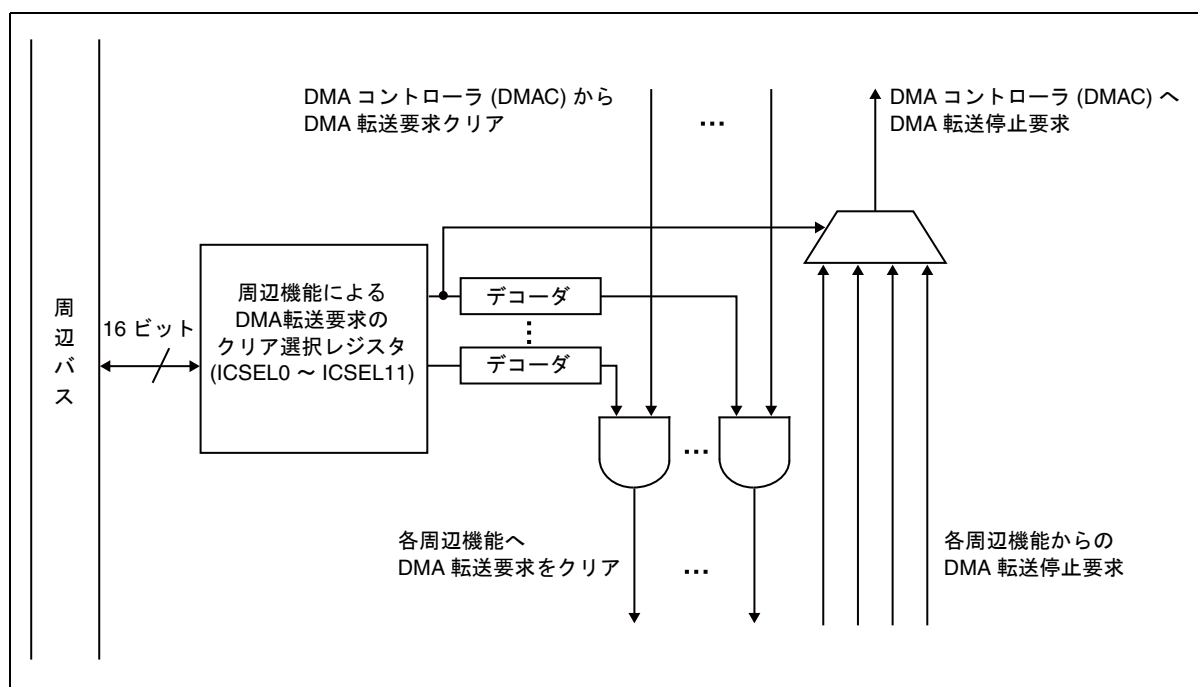 DMA コントローラ (DMAC) から
DMA 転送要求クリア
...
DMA コントローラ (DMAC) へ
DMA 転送停止要求
周辺バス
16 ビット
周辺機能による
DMA転送要求の
クリア選択レジスタ
(ICSEL0 ～ ICSEL11)
デコーダ
...
デコーダ
...
各周辺機能へ
DMA 転送要求をクリア
...
各周辺機能からの
DMA 転送停止要求